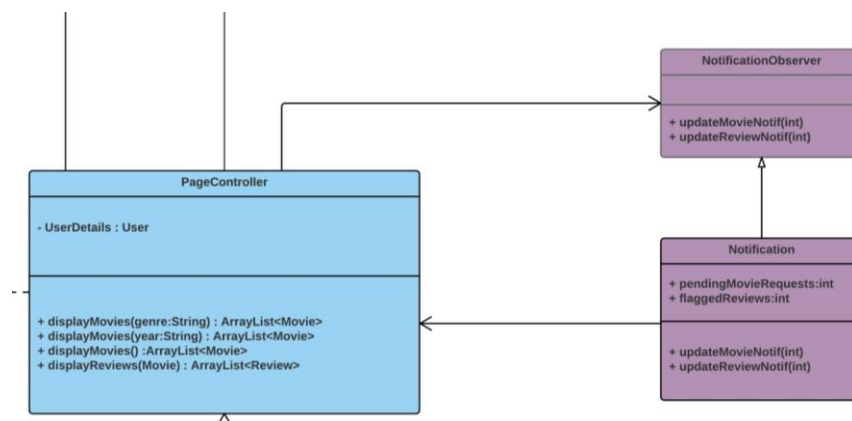 NotificationObserver
+ updateMovieNotif(int)
+ updateReviewNotif(int)
PageController
- UserDetails : User
+ displayMovies(genre:String) : ArrayList<Movie>
+ displayMovies(year:String) : ArrayList<Movie>
+ displayMovies() :ArrayList<Movie>
+ displayReviews(Movie) : ArrayList<Review>
Notification
+ pendingMovieRequests:int
+ flaggedReviews:int
+ updateMovieNotif(int)
+ updateReviewNotif(int)